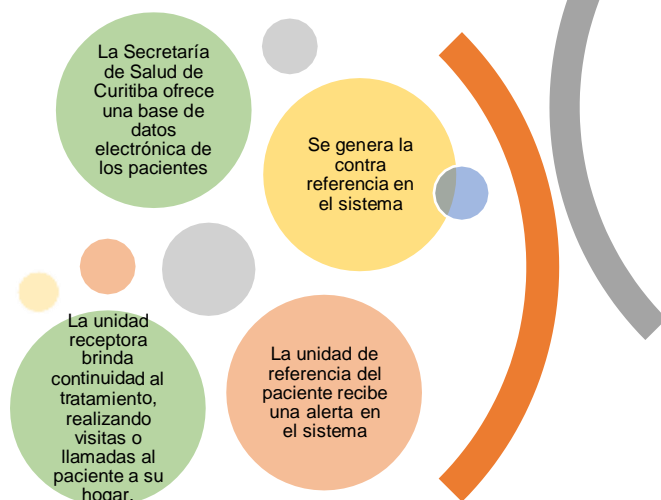 La Secretaría
de Salud de
Curitiba ofrece
una base de
datos
electrónica de
los pacientes
Se genera la
contra
referencia en
el sistema
La unidad de
referencia del
paciente recibe
una alerta en
el sistema
La unidad
receptora
brinda
continuidad al
tratamiento,
realizando
visitas o
llamadas al
paciente a su
hogar.